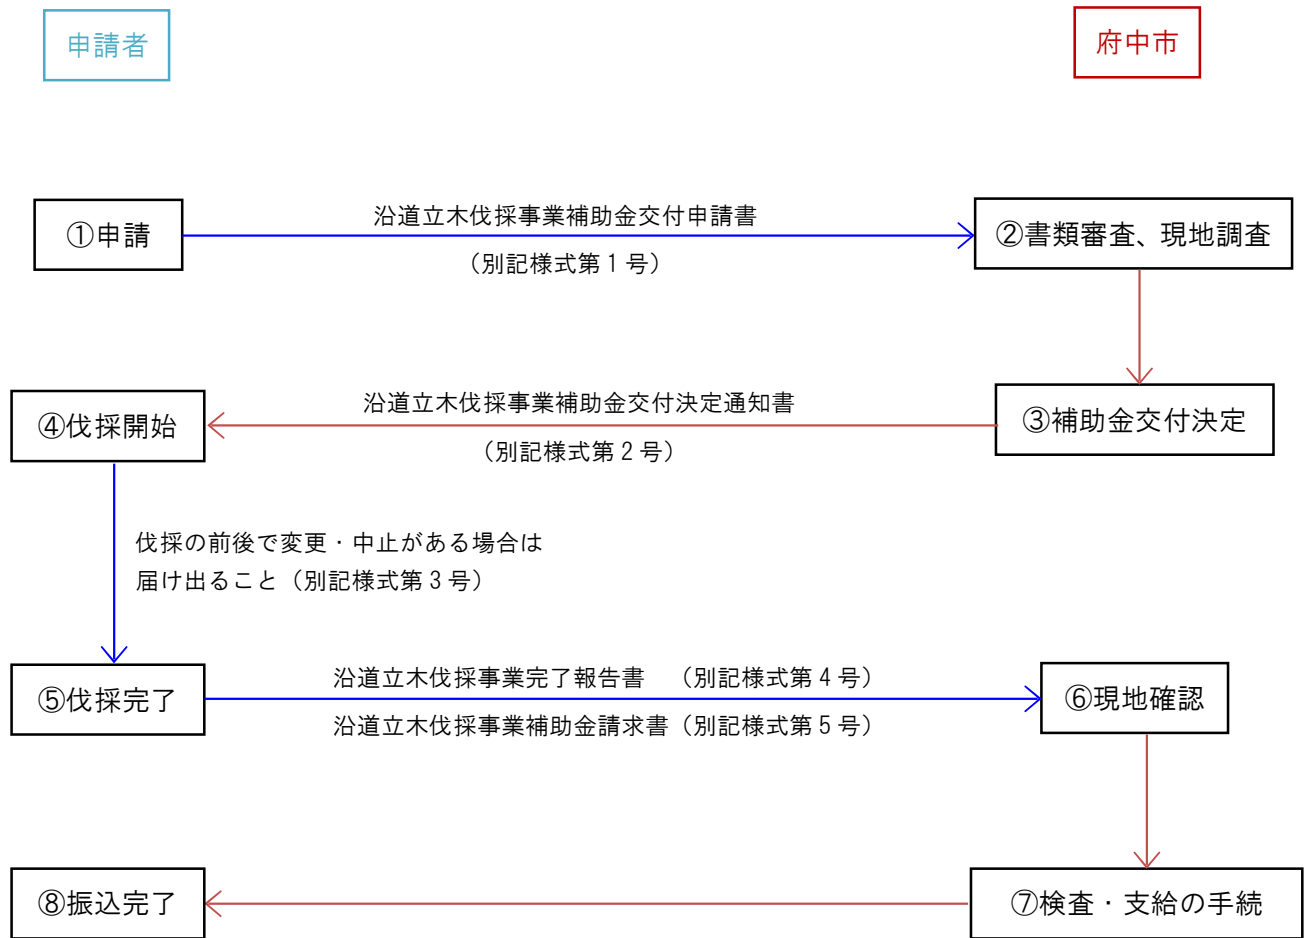 申請者
府中市
①申請
沿道立木伐採事業補助金交付申請書
（別記様式第１号）
②書類審査、現地調査
④伐採開始
沿道立木伐採事業補助金交付決定通知書
（別記様式第２号）
③補助金交付決定
伐採の前後で変更・中止がある場合は
届け出ること（別記様式第３号）
⑤伐採完了
沿道立木伐採事業完了報告書　（別記様式第４号）
沿道立木伐採事業補助金請求書（別記様式第５号）
⑥現地確認
⑧振込完了
⑦検査・支給の手続